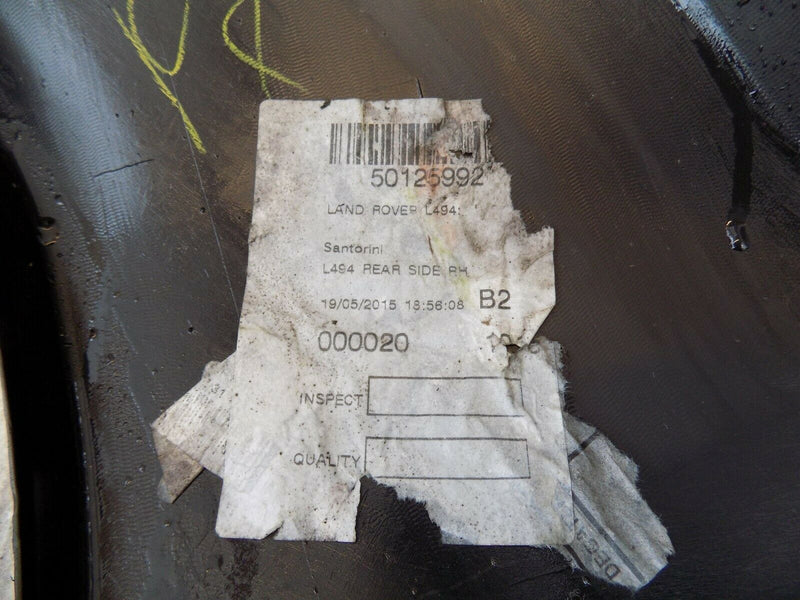 50125992
LAND ROVER L494
Santorini
L494 REAR SIDE RH
19/05/2015 18:56:08 B2
000020
INSPECT
QUALITY